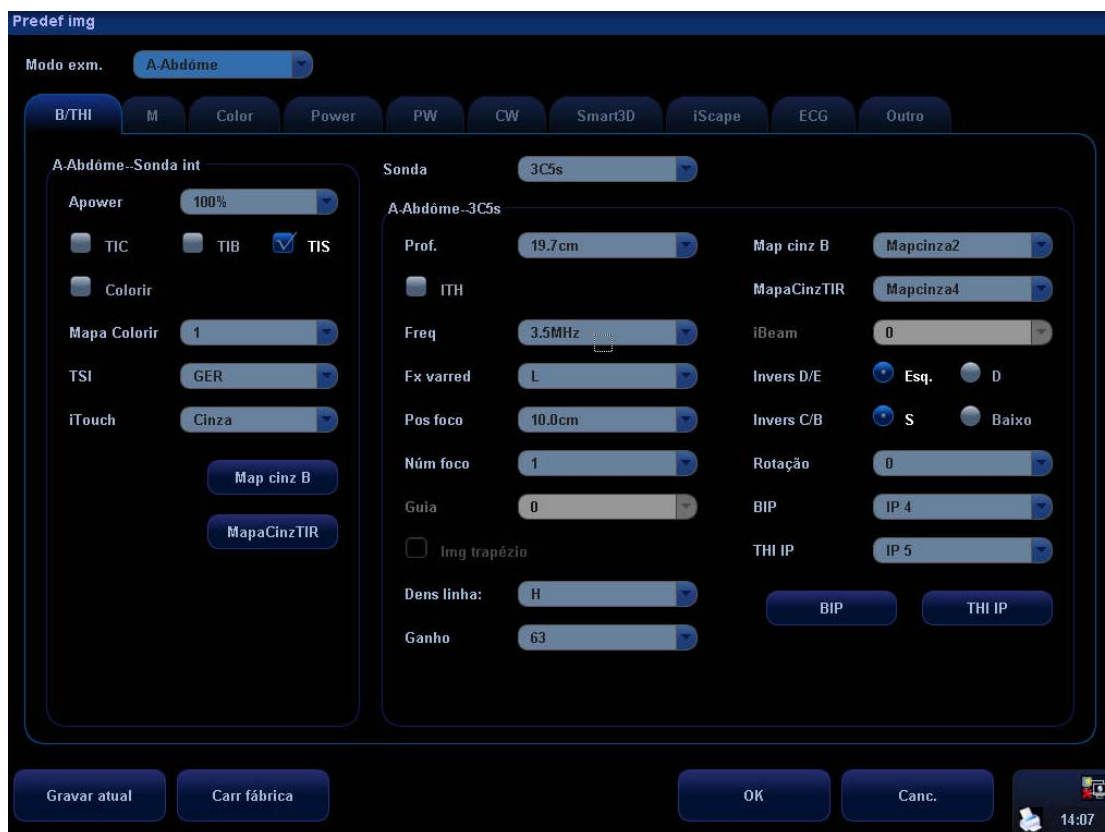 Predef img
Modo exm. A-Abdôme
B/THI M Color Power PW CW Smart3D iScape ECG Outro
A-Abdôme--Sonda int
Apower 100%
TIC TIB TIS
Colorir
Mapa Colorir 1
TSI GER
iTouch Cinza
Map cinz B
MapaCinzTIR
Sonda 3C5s
A-Abdôme--3C5s
Prof. 19.7cm
ITH
Freq 3.5MHz
Fx varred L
Pos foco 10.0cm
Núm foco 1
Guia 0
Img trapézio
Dens linha: H
Ganho 63
Map cinz B Mapcinza2
MapaCinzTIR Mapcinza4
iBeam 0
Invers D/E Esq. D
Invers C/B S Baixo
Rotação 0
BIP IP 4
THI IP IP 5
BIP THI IP
Gravar atual Carr fábrica OK Canc.
14:07